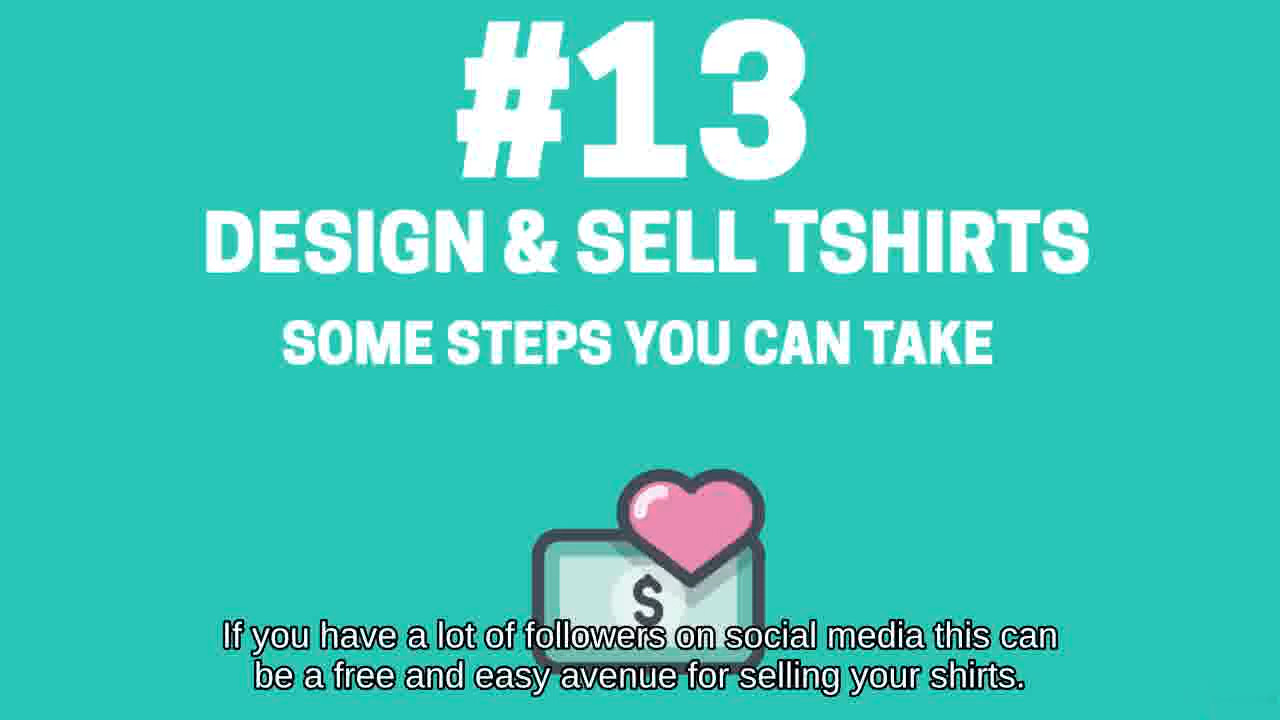 #13
DESIGN & SELL TSHIRTS
SOME STEPS YOU CAN TAKE
$
If you have a lot of followers on social media this can
be a free and easy avenue for selling your shirts.